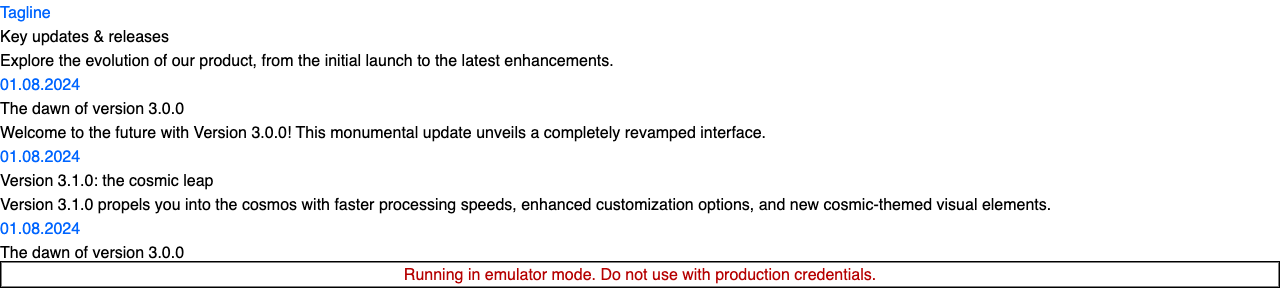 Tagline
Key updates & releases
Explore the evolution of our product, from the initial launch to the latest enhancements.
01.08.2024
The dawn of version 3.0.0
Welcome to the future with Version 3.0.0! This monumental update unveils a completely revamped interface.
01.08.2024
Version 3.1.0: the cosmic leap
Version 3.1.0 propels you into the cosmos with faster processing speeds, enhanced customization options, and new cosmic-themed visual elements.
01.08.2024
The dawn of version 3.0.0
Running in emulator mode. Do not use with production credentials.